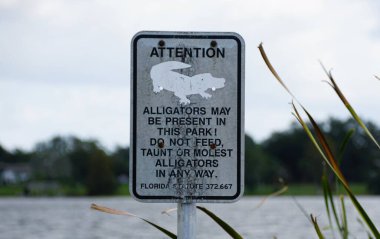 ATTENTION
ALLIGATORS MAY
BE PRESENT IN
THIS PARK!
DO NOT FEED,
TAUNT OR MOLEST
ALLIGATORS
IN ANY WAY.
FLORIDA STATUTE 372.667